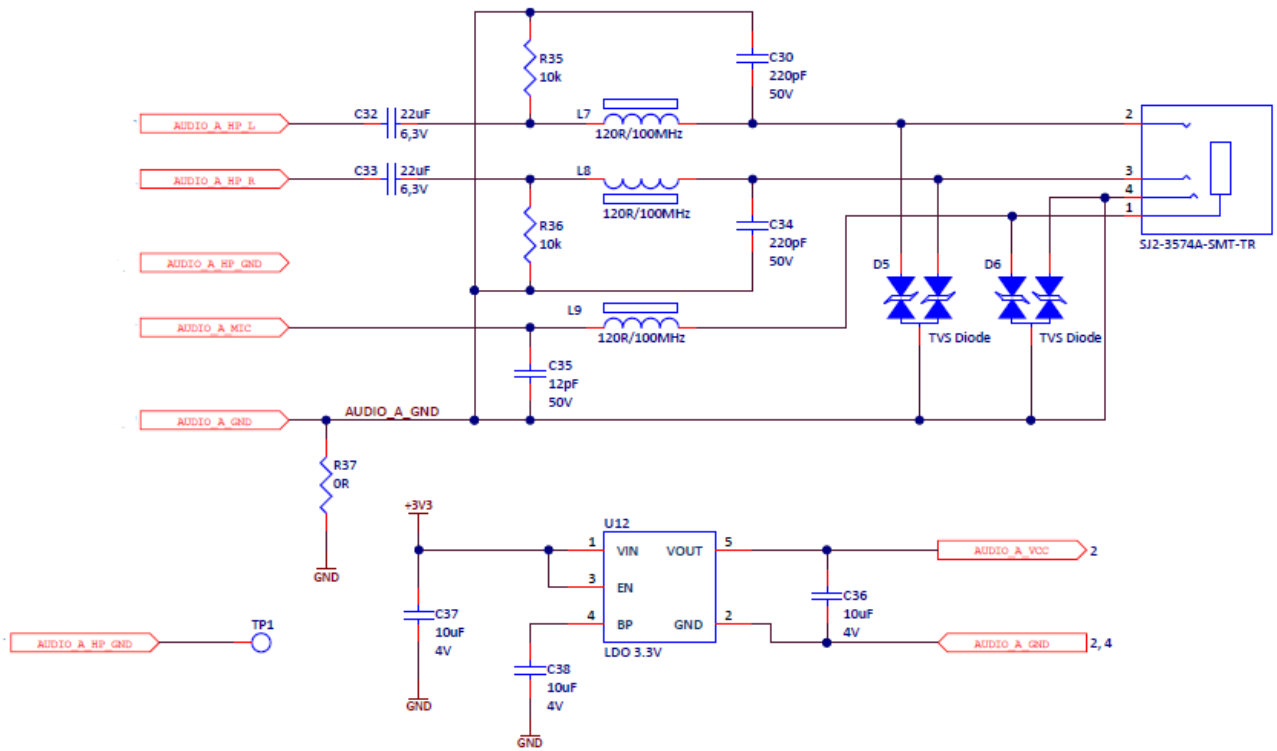 R35
10k
C30
220pF
50V
AUDIO_A_HP_L
C32
22uF
6,3V
L7
120R/100MHz
2
AUDIO_A_HP_R
C33
22uF
6,3V
L8
120R/100MHz
3
4
1
SJ2-3574A-SMT-TR
R36
10k
C34
220pF
50V
AUDIO_A_HP_GND
D5
TVS Diode
D6
TVS Diode
AUDIO_A_MIC
L9
120R/100MHz
C35
12pF
50V
AUDIO_A_GND
AUDIO_A_GND
R37
0R
GND
+3V3
U12
1
VIN
VOUT
5
3
EN
4
BP
GND
2
LDO 3.3V
AUDIO_A_VCC
2
C37
10uF
4V
GND
C36
10uF
4V
AUDIO_A_GND
2, 4
C38
10uF
4V
GND
AUDIO_A_HP_GND
TP1